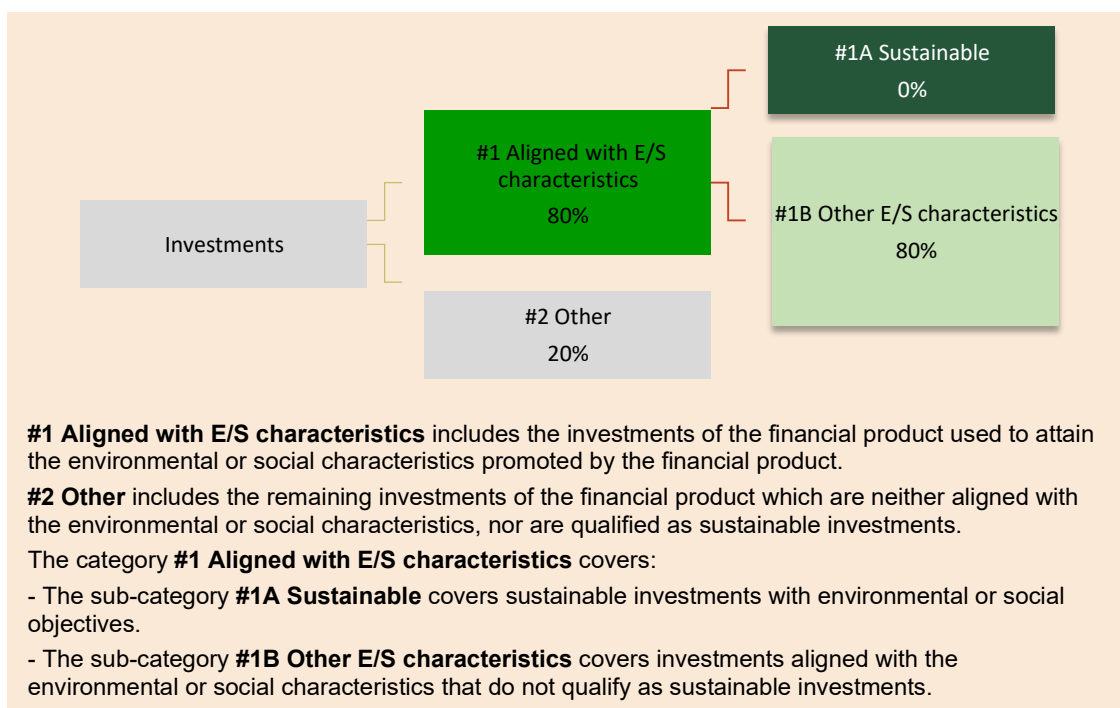 #1A Sustainable
0%
#1 Aligned with E/S
characteristics
80%
#1B Other E/S characteristics
80%
Investments
#2 Other
20%
#1 Aligned with E/S characteristics includes the investments of the financial product used to attain
the environmental or social characteristics promoted by the financial product.
#2 Other includes the remaining investments of the financial product which are neither aligned with
the environmental or social characteristics, nor are qualified as sustainable investments.
The category #1 Aligned with E/S characteristics covers:
- The sub-category #1A Sustainable covers sustainable investments with environmental or social
objectives.
- The sub-category #1B Other E/S characteristics covers investments aligned with the
environmental or social characteristics that do not qualify as sustainable investments.